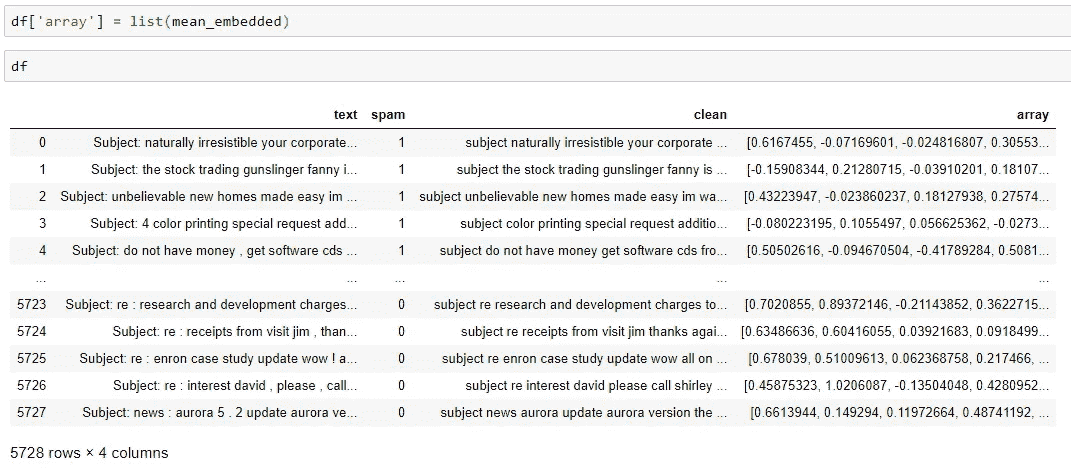 df['array'] = list(mean_embedded)
df
text spam clean array
0 Subject: naturally irresistible your corporate... 1 subject naturally irresistible your corporate ... [0.6167455, -0.07169601, -0.024816807, 0.30553...
1 Subject: the stock trading gunslinger fanny i... 1 subject the stock trading gunslinger fanny is ... [-0.15908344, 0.21280715, -0.03910201, 0.18107...
2 Subject: unbelievable new homes made easy im ... 1 subject unbelievable new homes made easy im wa... [0.43223947, -0.023860237, 0.18127938, 0.27574...
3 Subject: 4 color printing special request add... 1 subject color printing special request additio... [-0.080223195, 0.1055497, 0.056625362, -0.0273...
4 Subject: do not have money , get software cds ... 1 subject do not have money get software cds fro... [0.50502616, -0.094670504, -0.41789284, 0.5081...
... ... ... ... ...
5723 Subject: re : research and development charges... 0 subject re research and development charges to... [0.7020855, 0.89372146, -0.21143852, 0.3622715...
5724 Subject: re : receipts from visit jim , than... 0 subject re receipts from visit jim thanks agai... [0.63486636, 0.60416055, 0.03921683, 0.0918499...
5725 Subject: re : enron case study update wow ! a... 0 subject re enron case study update wow all on ... [0.678039, 0.51009613, 0.062368758, 0.217466, ...
5726 Subject: re : interest david , please , call... 0 subject re interest david please call shirley ... [0.45875323, 1.0206087, -0.13504048, 0.4280952...
5727 Subject: news : aurora 5 . 2 update aurora ve... 0 subject news aurora update aurora version the ... [0.6613944, 0.149294, 0.11972664, 0.48741192, ...
5728 rows × 4 columns